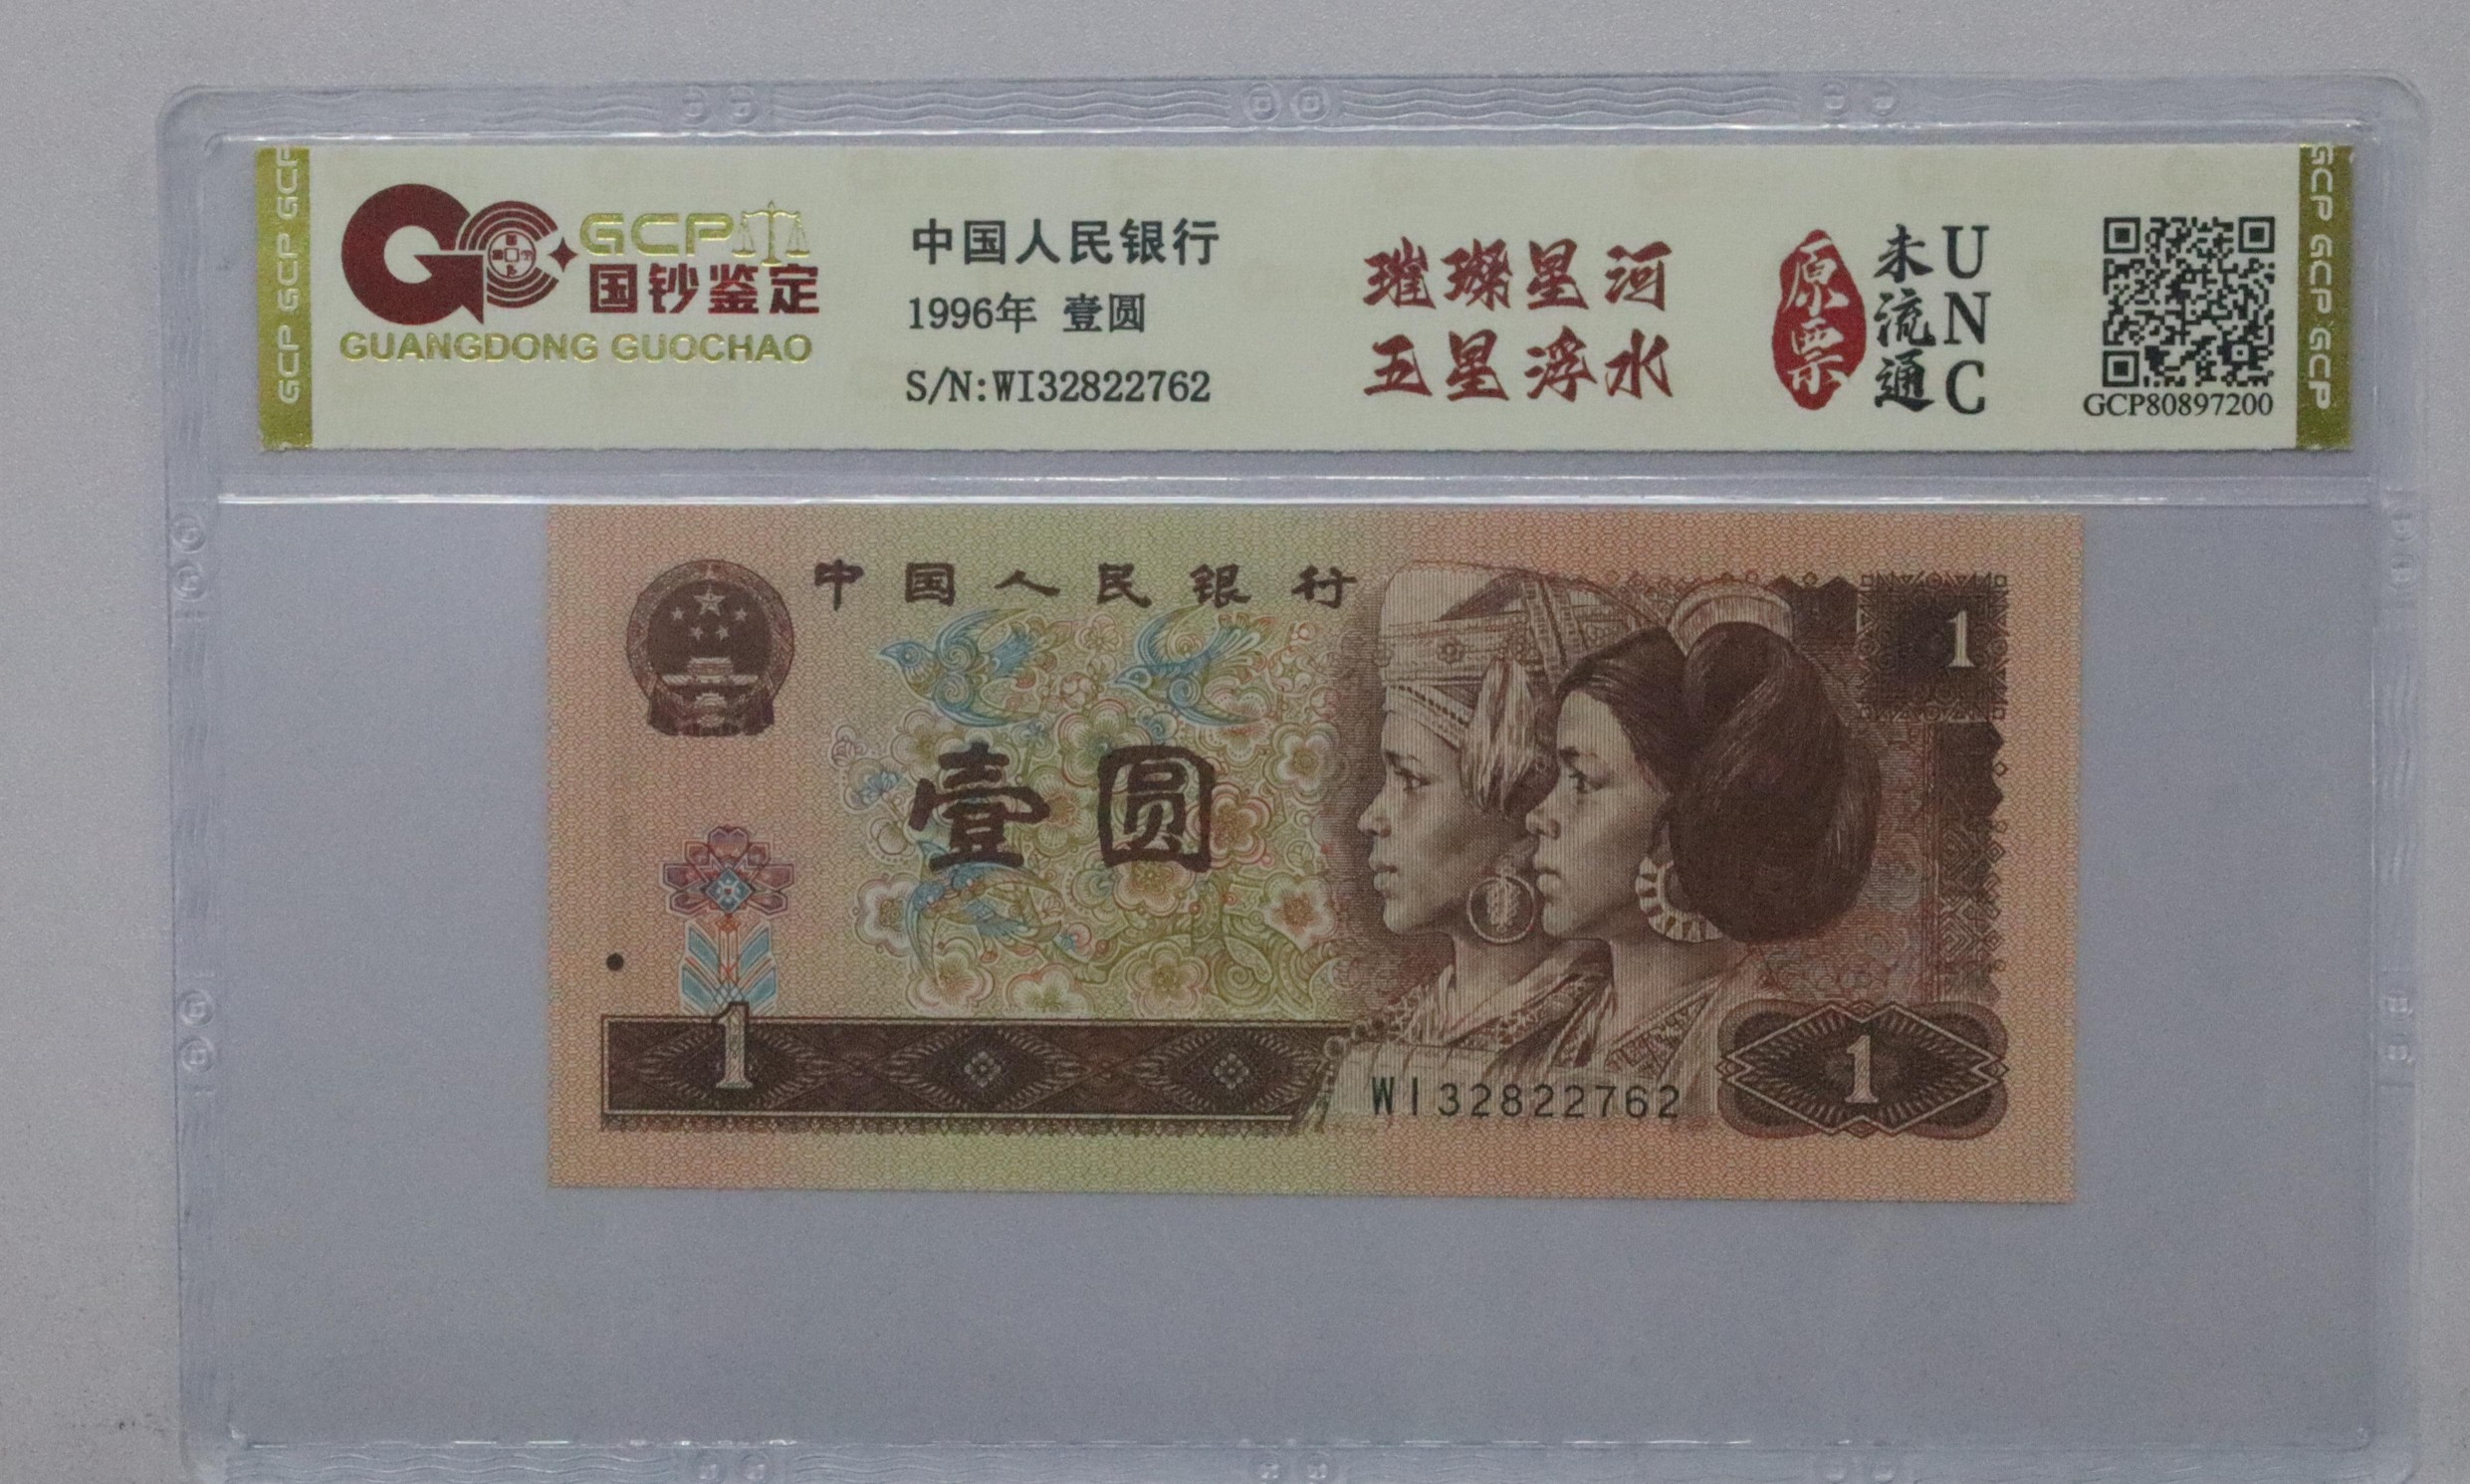 GCP
国钞鉴定
GUANGDONG GUOCHAO
中国人民银行
1996年 壹圆
S/N:WI32822762
璀璨星河
五星浮水
原票
未流通
UNC
GCP80897200
GCP GCP GCP
GCP GCP GCP
中国人民银行
1
壹圆
1
WI32822762
1